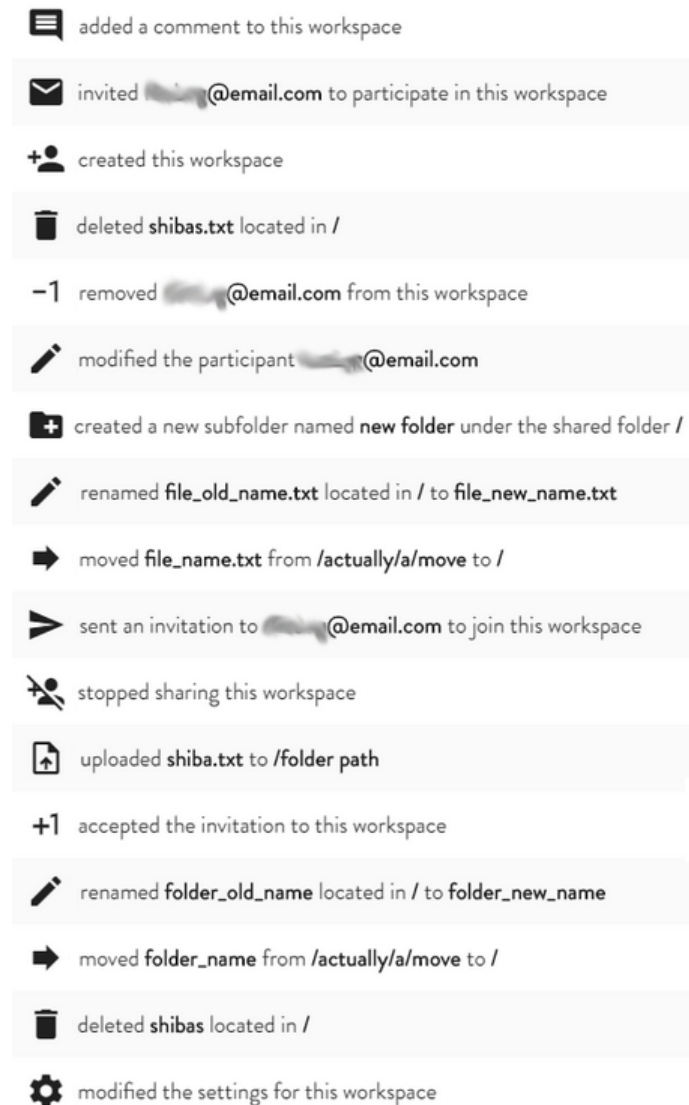 added a comment to this workspace
invited @email.com to participate in this workspace
created this workspace
deleted shibas.txt located in /
−1 removed @email.com from this workspace
modified the participant @email.com
created a new subfolder named new folder under the shared folder /
renamed file_old_name.txt located in / to file_new_name.txt
moved file_name.txt from /actually/a/move to /
sent an invitation to @email.com to join this workspace
stopped sharing this workspace
uploaded shiba.txt to /folder path
+1 accepted the invitation to this workspace
renamed folder_old_name located in / to folder_new_name
moved folder_name from /actually/a/move to /
deleted shibas located in /
modified the settings for this workspace